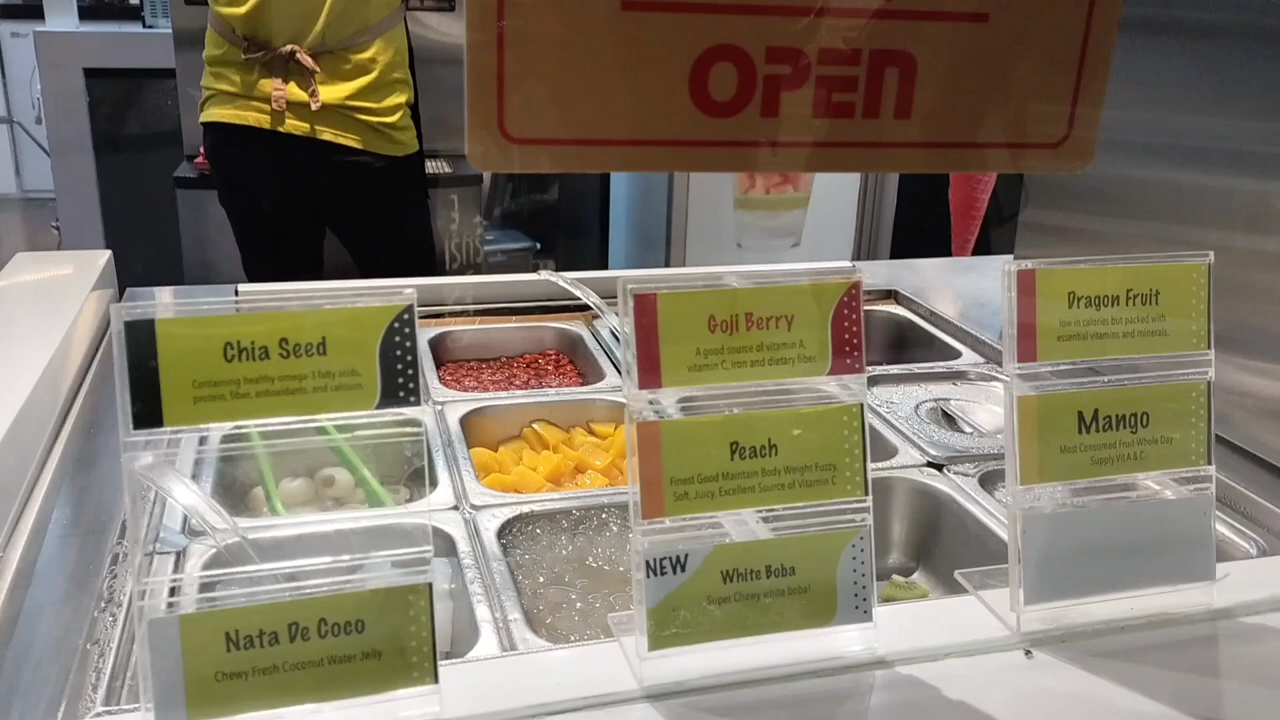 OPEN
Chia Seed
Containing healthy omega-3 fatty acids,
protein, fiber, antioxidants, and calcium.
Goji Berry
A good source of vitamin A,
vitamin C, iron and dietary fiber.
Dragon Fruit
low in calories but packed with
essential vitamins and minerals.
Peach
Finest Good Maintain Body Weight Fuzzy,
Soft, Juicy, Excellent Source of Vitamin C
Mango
Most Consumed Fruit-Whole Day
Supply Vit A & C
NEW
White Boba
Super Chewy white boba!
Nata De Coco
Chewy Fresh Coconut Water Jelly